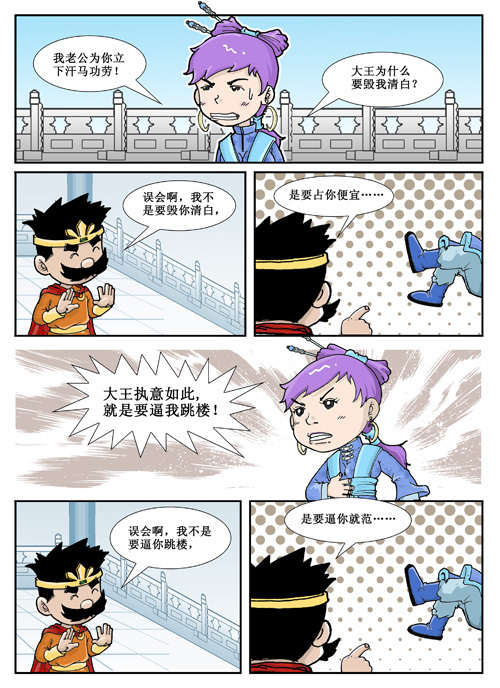 我老公为你立
下汗马功劳！
大王为什么
要毁我清白？
误会啊，我不
是要毁你清白，
是要占你便宜……
大王执意如此，
就是要逼我跳楼！
误会啊，我不是
要逼你跳楼，
是要逼你就范……